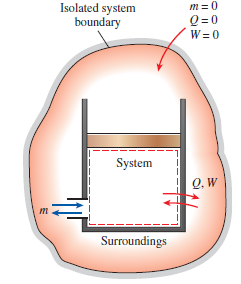 Isolated system
boundary
m = 0
Q = 0
W = 0
System
Q, W
m
Surroundings